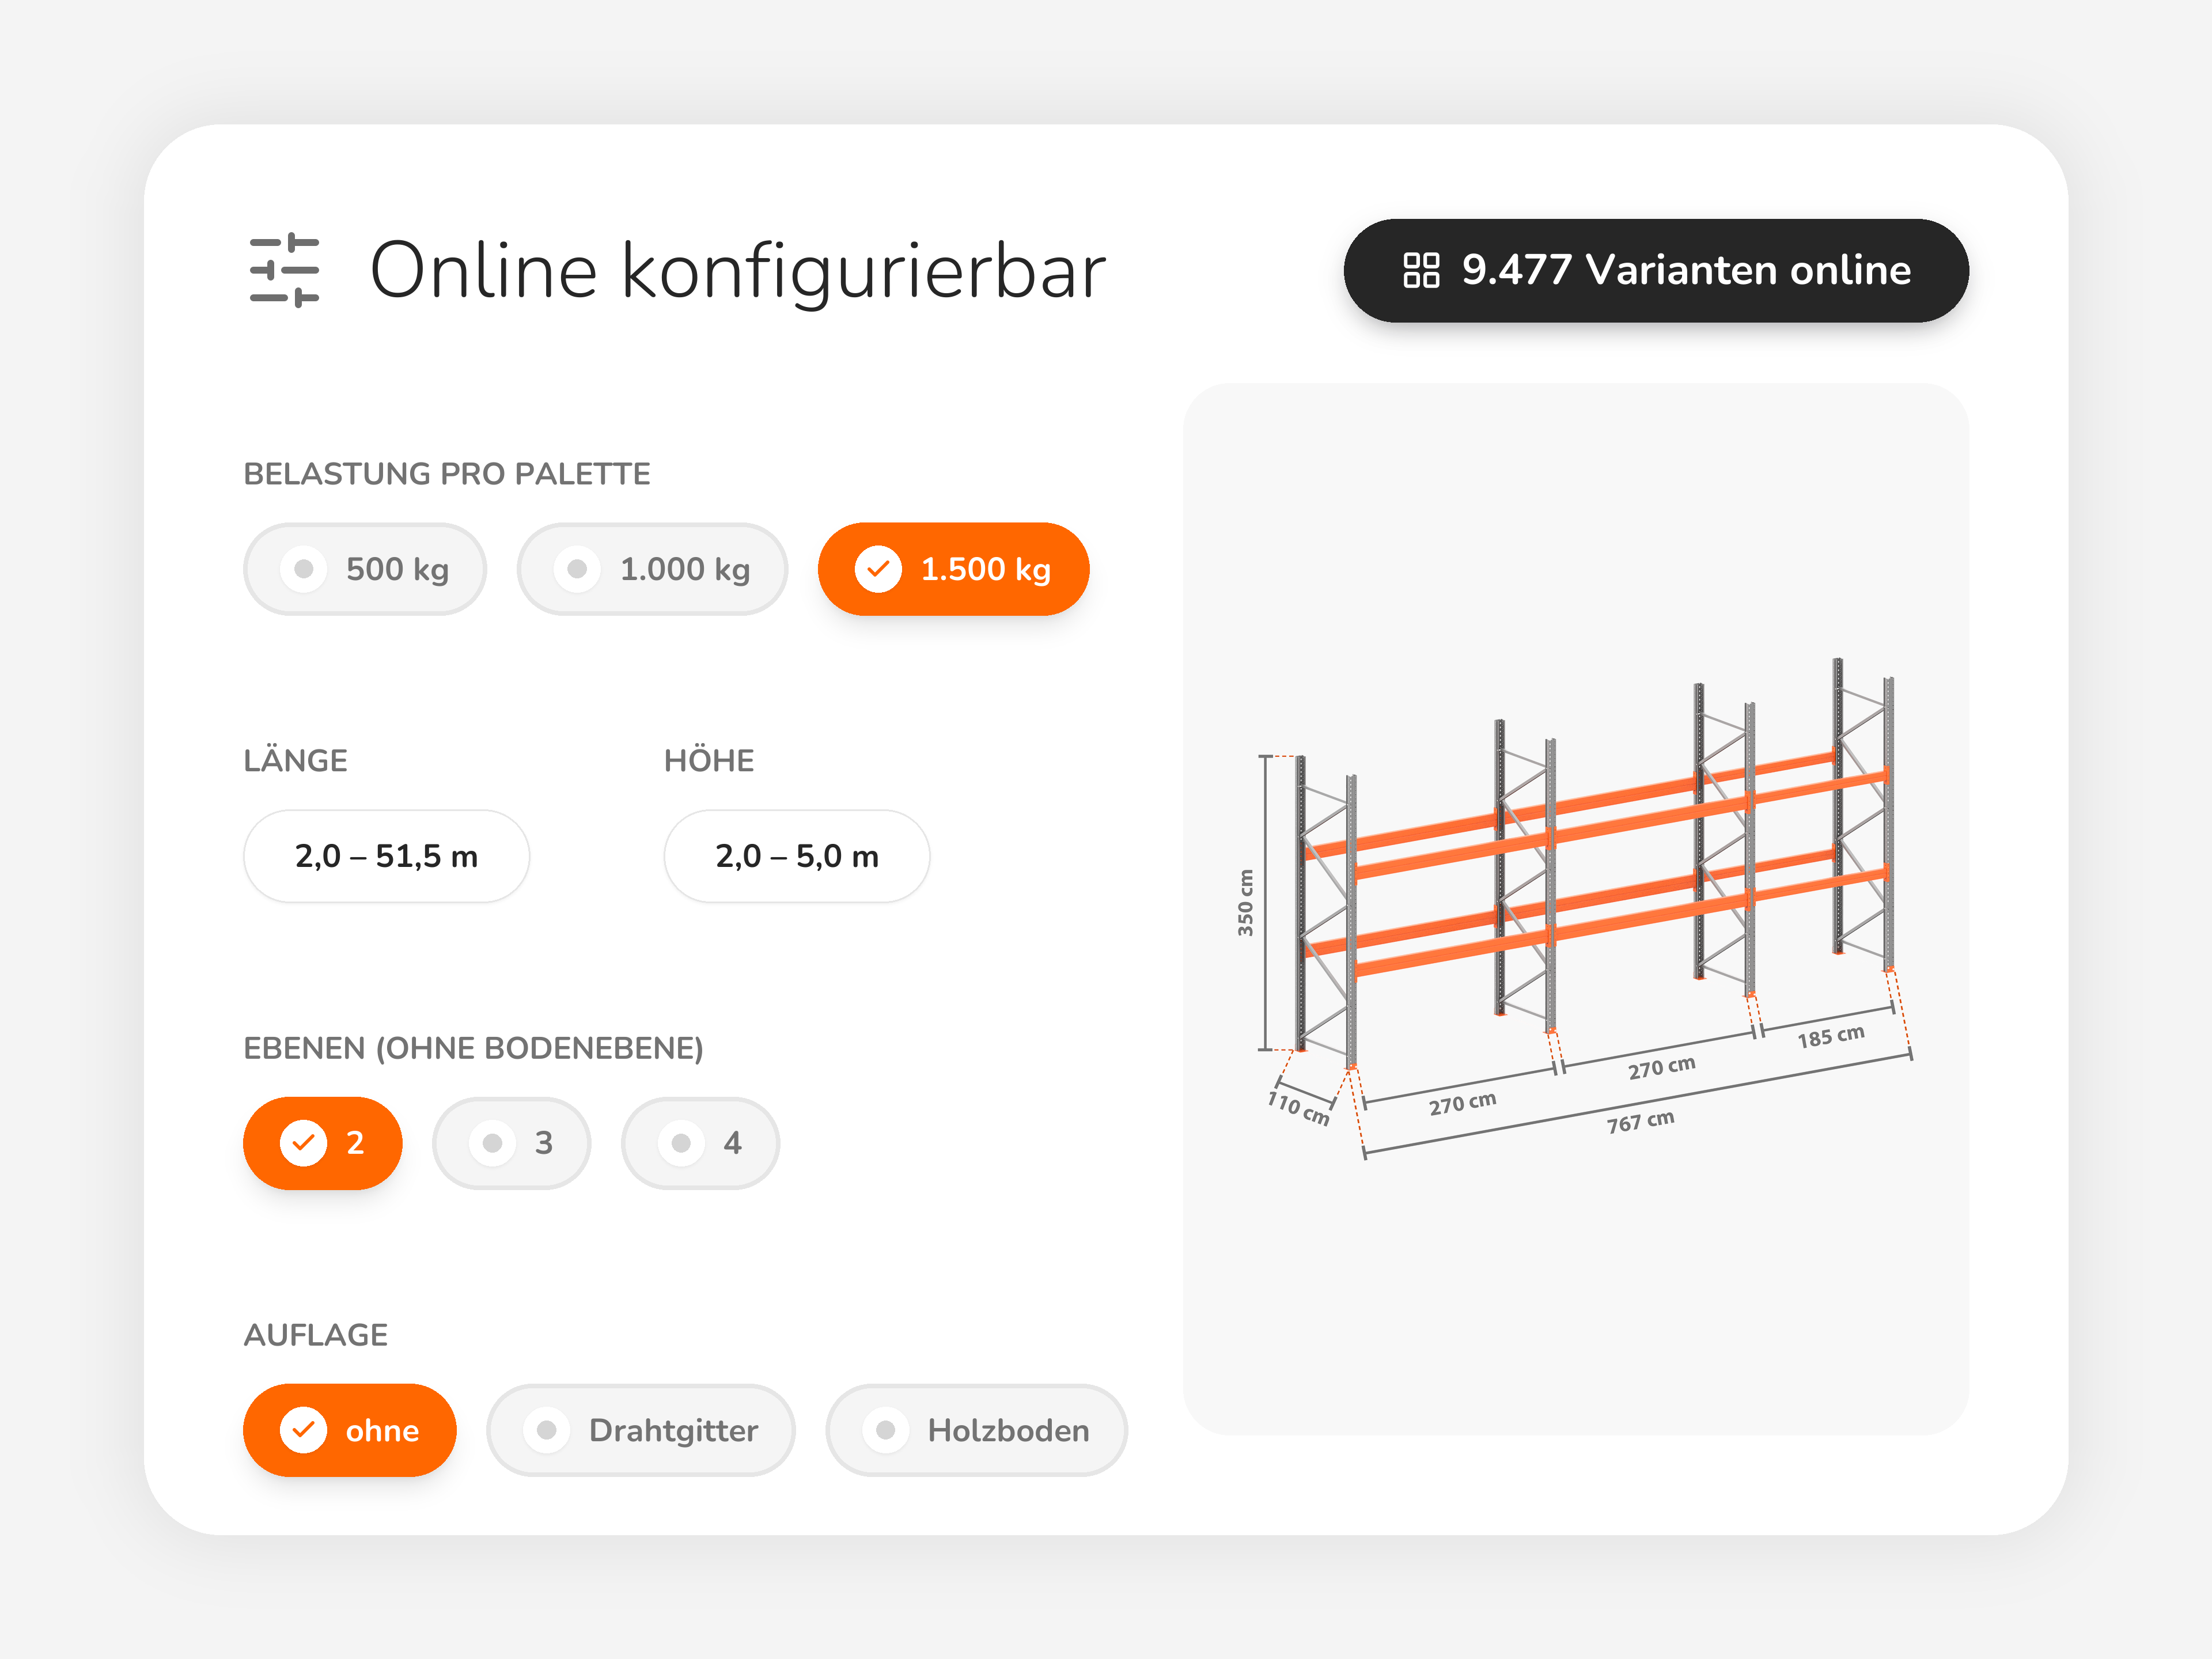 Online konfigurierbar
9.477 Varianten online
BELASTUNG PRO PALETTE
500 kg
1.000 kg
1.500 kg
LÄNGE
HÖHE
2,0 – 51,5 m
2,0 – 5,0 m
EBENEN (OHNE BODENEBENE)
2
3
4
AUFLAGE
ohne
Drahtgitter
Holzboden
350 cm
110 cm
270 cm
270 cm
185 cm
767 cm